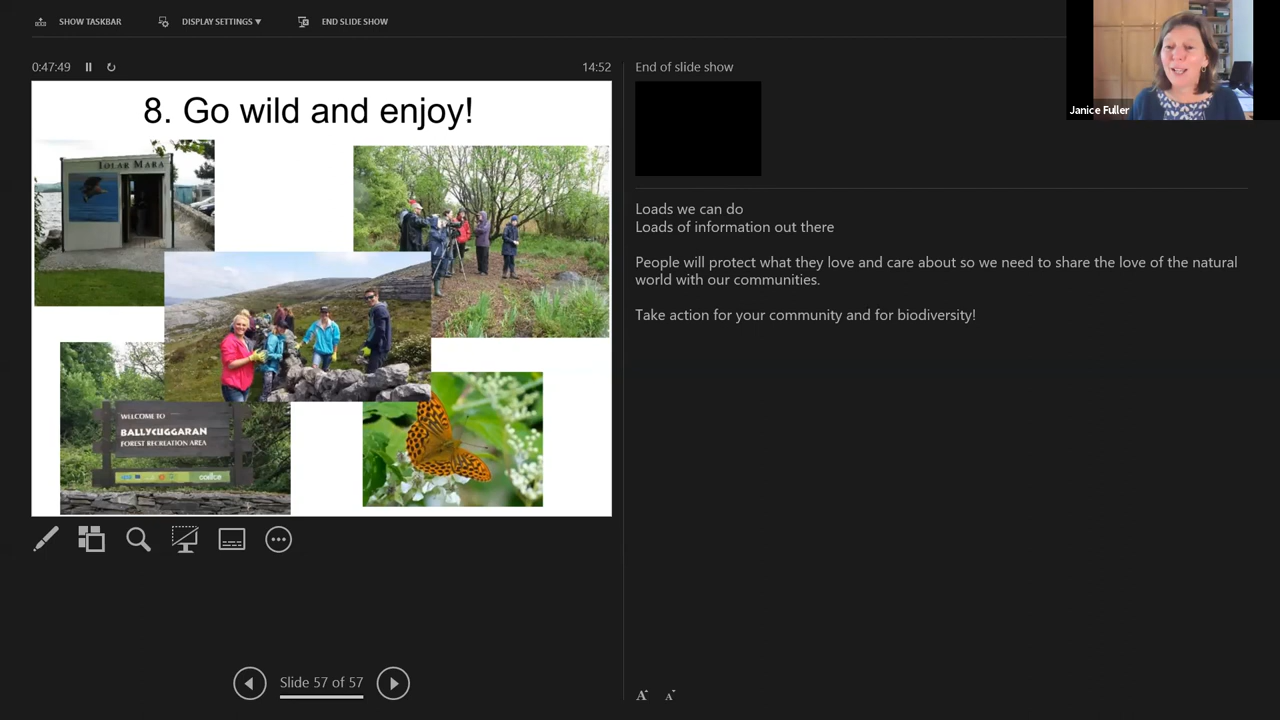 SHOW TASKBAR
DISPLAY SETTINGS ▼
END SLIDE SHOW
0:47:49
14:52
End of slide show
Janice Fuller
8. Go wild and enjoy!
IOLAR MARA
WELCOME TO
BALLYCUGGARAN
FOREST RECREATION AREA
coillte
Loads we can do
Loads of information out there
People will protect what they love and care about so we need to share the love of the natural
world with our communities.
Take action for your community and for biodiversity!
Slide 57 of 57
A A